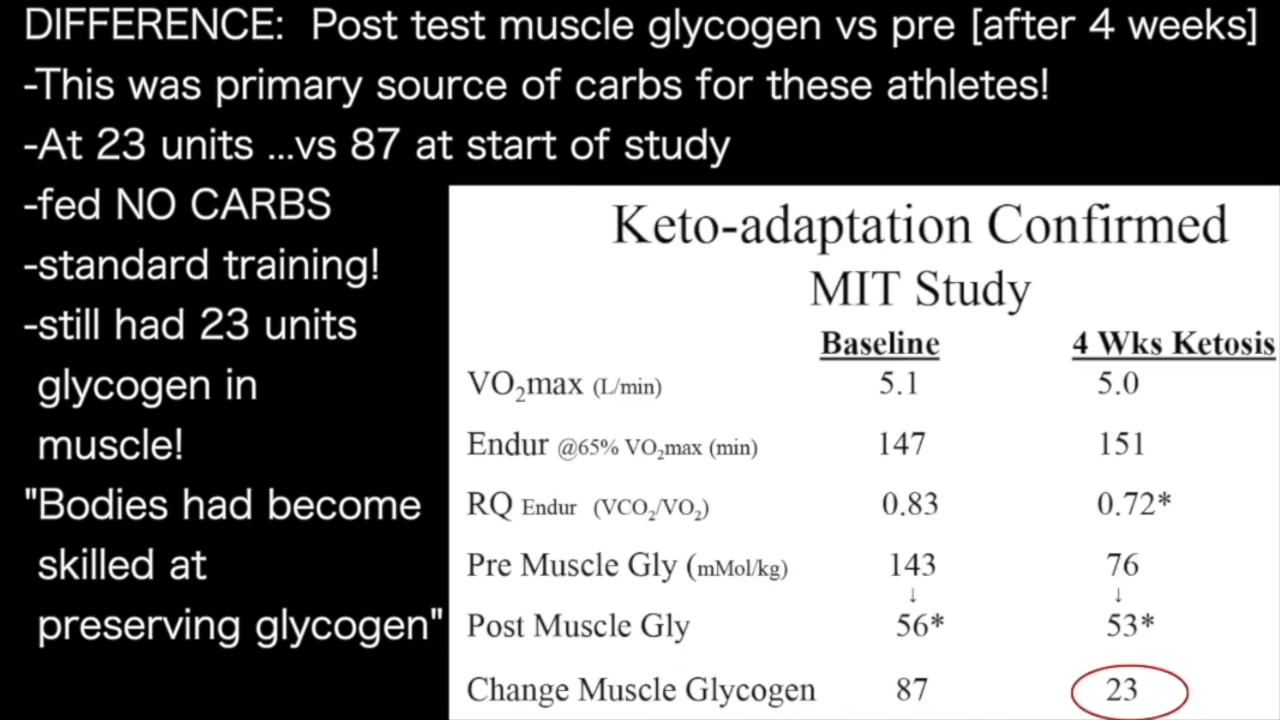 DIFFERENCE: Post test muscle glycogen vs pre [after 4 weeks]
-This was primary source of carbs for these athletes!
-At 23 units ...vs 87 at start of study
-fed NO CARBS
-standard training!
-still had 23 units
glycogen in
muscle!
"Bodies had become
skilled at
preserving glycogen"
Keto-adaptation Confirmed
MIT Study
Baseline 4 Wks Ketosis
VO₂max (L/min) 5.1 5.0
Endur @65% VO₂max (min) 147 151
RQ Endur (VCO₂/VO₂) 0.83 0.72*
Pre Muscle Gly (mMol/kg) 143 76
↓ ↓
Post Muscle Gly 56* 53*
Change Muscle Glycogen 87 23